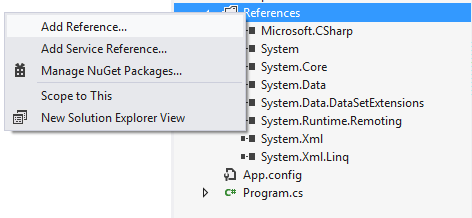 Add Reference...
Add Service Reference...
Manage NuGet Packages...
Scope to This
New Solution Explorer View
References
Microsoft.CSharp
System
System.Core
System.Data
System.Data.DataSetExtensions
System.Runtime.Remoting
System.Xml
System.Xml.Linq
App.config
C# Program.cs